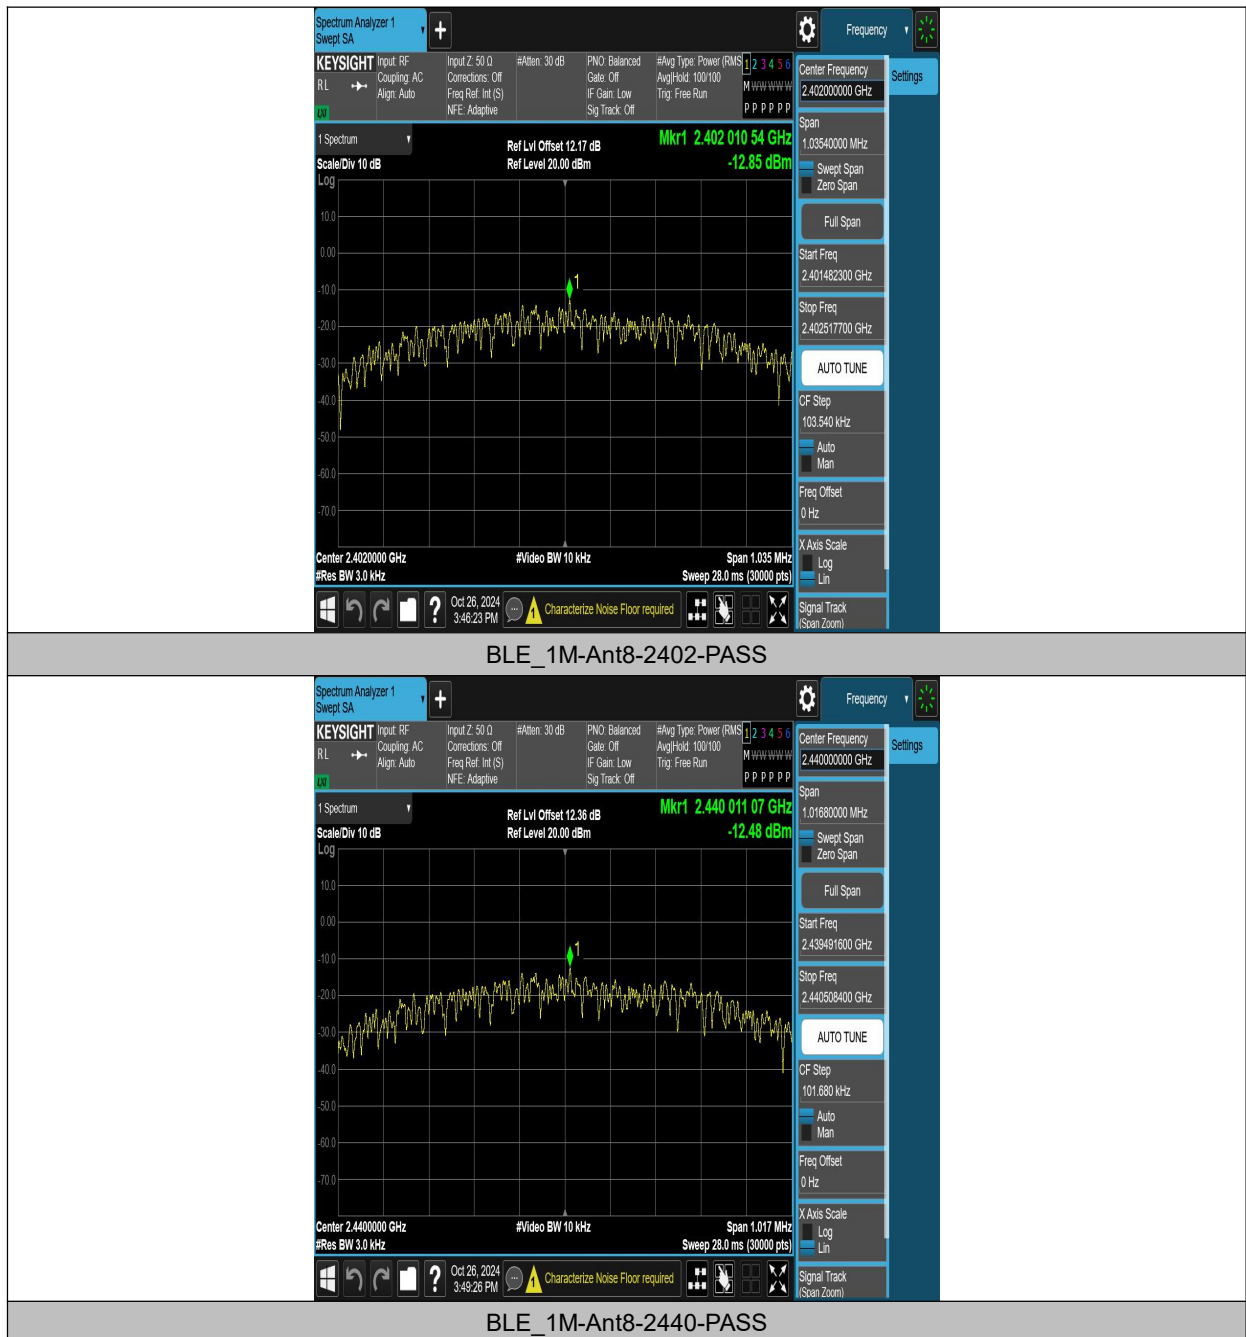 Spectrum Analyzer 1
Swept SA
+
Frequency
KEYSIGHT
RL
Input: RF
Coupling: AC
Align: Auto
Input Z: 50 Ω
Corrections: Off
Freq Ref: Int (S)
NFE: Adaptive
#Atten: 30 dB
PNO: Balanced
Gate: Off
IF Gain: Low
Sig Track: Off
#Avg Type: Power (RMS
Avg|Hold: 100/100
Trig: Free Run
1 2 3 4 5 6
M W W W W W
P P P P P P
Center Frequency
2.402000000 GHz
Settings
1 Spectrum
Scale/Div 10 dB
Ref Lvl Offset 12.17 dB
Ref Level 20.00 dBm
Mkr1 2.402 010 54 GHz
-12.85 dBm
Log
10.0
0.00
-10.0
-20.0
-30.0
-40.0
-50.0
-60.0
-70.0
1
Center 2.4020000 GHz
#Res BW 3.0 kHz
#Video BW 10 kHz
Span 1.035 MHz
Sweep 28.0 ms (30000 pts)
Span
1.03540000 MHz
Swept Span
Zero Span
Full Span
Start Freq
2.401482300 GHz
Stop Freq
2.402517700 GHz
AUTO TUNE
CF Step
103.540 kHz
Auto
Man
Freq Offset
0 Hz
X Axis Scale
Log
Lin
Signal Track
(Span Zoom)
?
Oct 26, 2024
3:46:23 PM
Characterize Noise Floor required
BLE_1M-Ant8-2402-PASS
Spectrum Analyzer 1
Swept SA
+
Frequency
KEYSIGHT
RL
Input: RF
Coupling: AC
Align: Auto
Input Z: 50 Ω
Corrections: Off
Freq Ref: Int (S)
NFE: Adaptive
#Atten: 30 dB
PNO: Balanced
Gate: Off
IF Gain: Low
Sig Track: Off
#Avg Type: Power (RMS
Avg|Hold: 100/100
Trig: Free Run
1 2 3 4 5 6
M W W W W W
P P P P P P
Center Frequency
2.440000000 GHz
Settings
1 Spectrum
Scale/Div 10 dB
Ref Lvl Offset 12.36 dB
Ref Level 20.00 dBm
Mkr1 2.440 011 07 GHz
-12.48 dBm
Log
10.0
0.00
-10.0
-20.0
-30.0
-40.0
-50.0
-60.0
-70.0
1
Center 2.4400000 GHz
#Res BW 3.0 kHz
#Video BW 10 kHz
Span 1.017 MHz
Sweep 28.0 ms (30000 pts)
Span
1.01680000 MHz
Swept Span
Zero Span
Full Span
Start Freq
2.439491600 GHz
Stop Freq
2.440508400 GHz
AUTO TUNE
CF Step
101.680 kHz
Auto
Man
Freq Offset
0 Hz
X Axis Scale
Log
Lin
Signal Track
(Span Zoom)
?
Oct 26, 2024
3:49:26 PM
Characterize Noise Floor required
BLE_1M-Ant8-2440-PASS